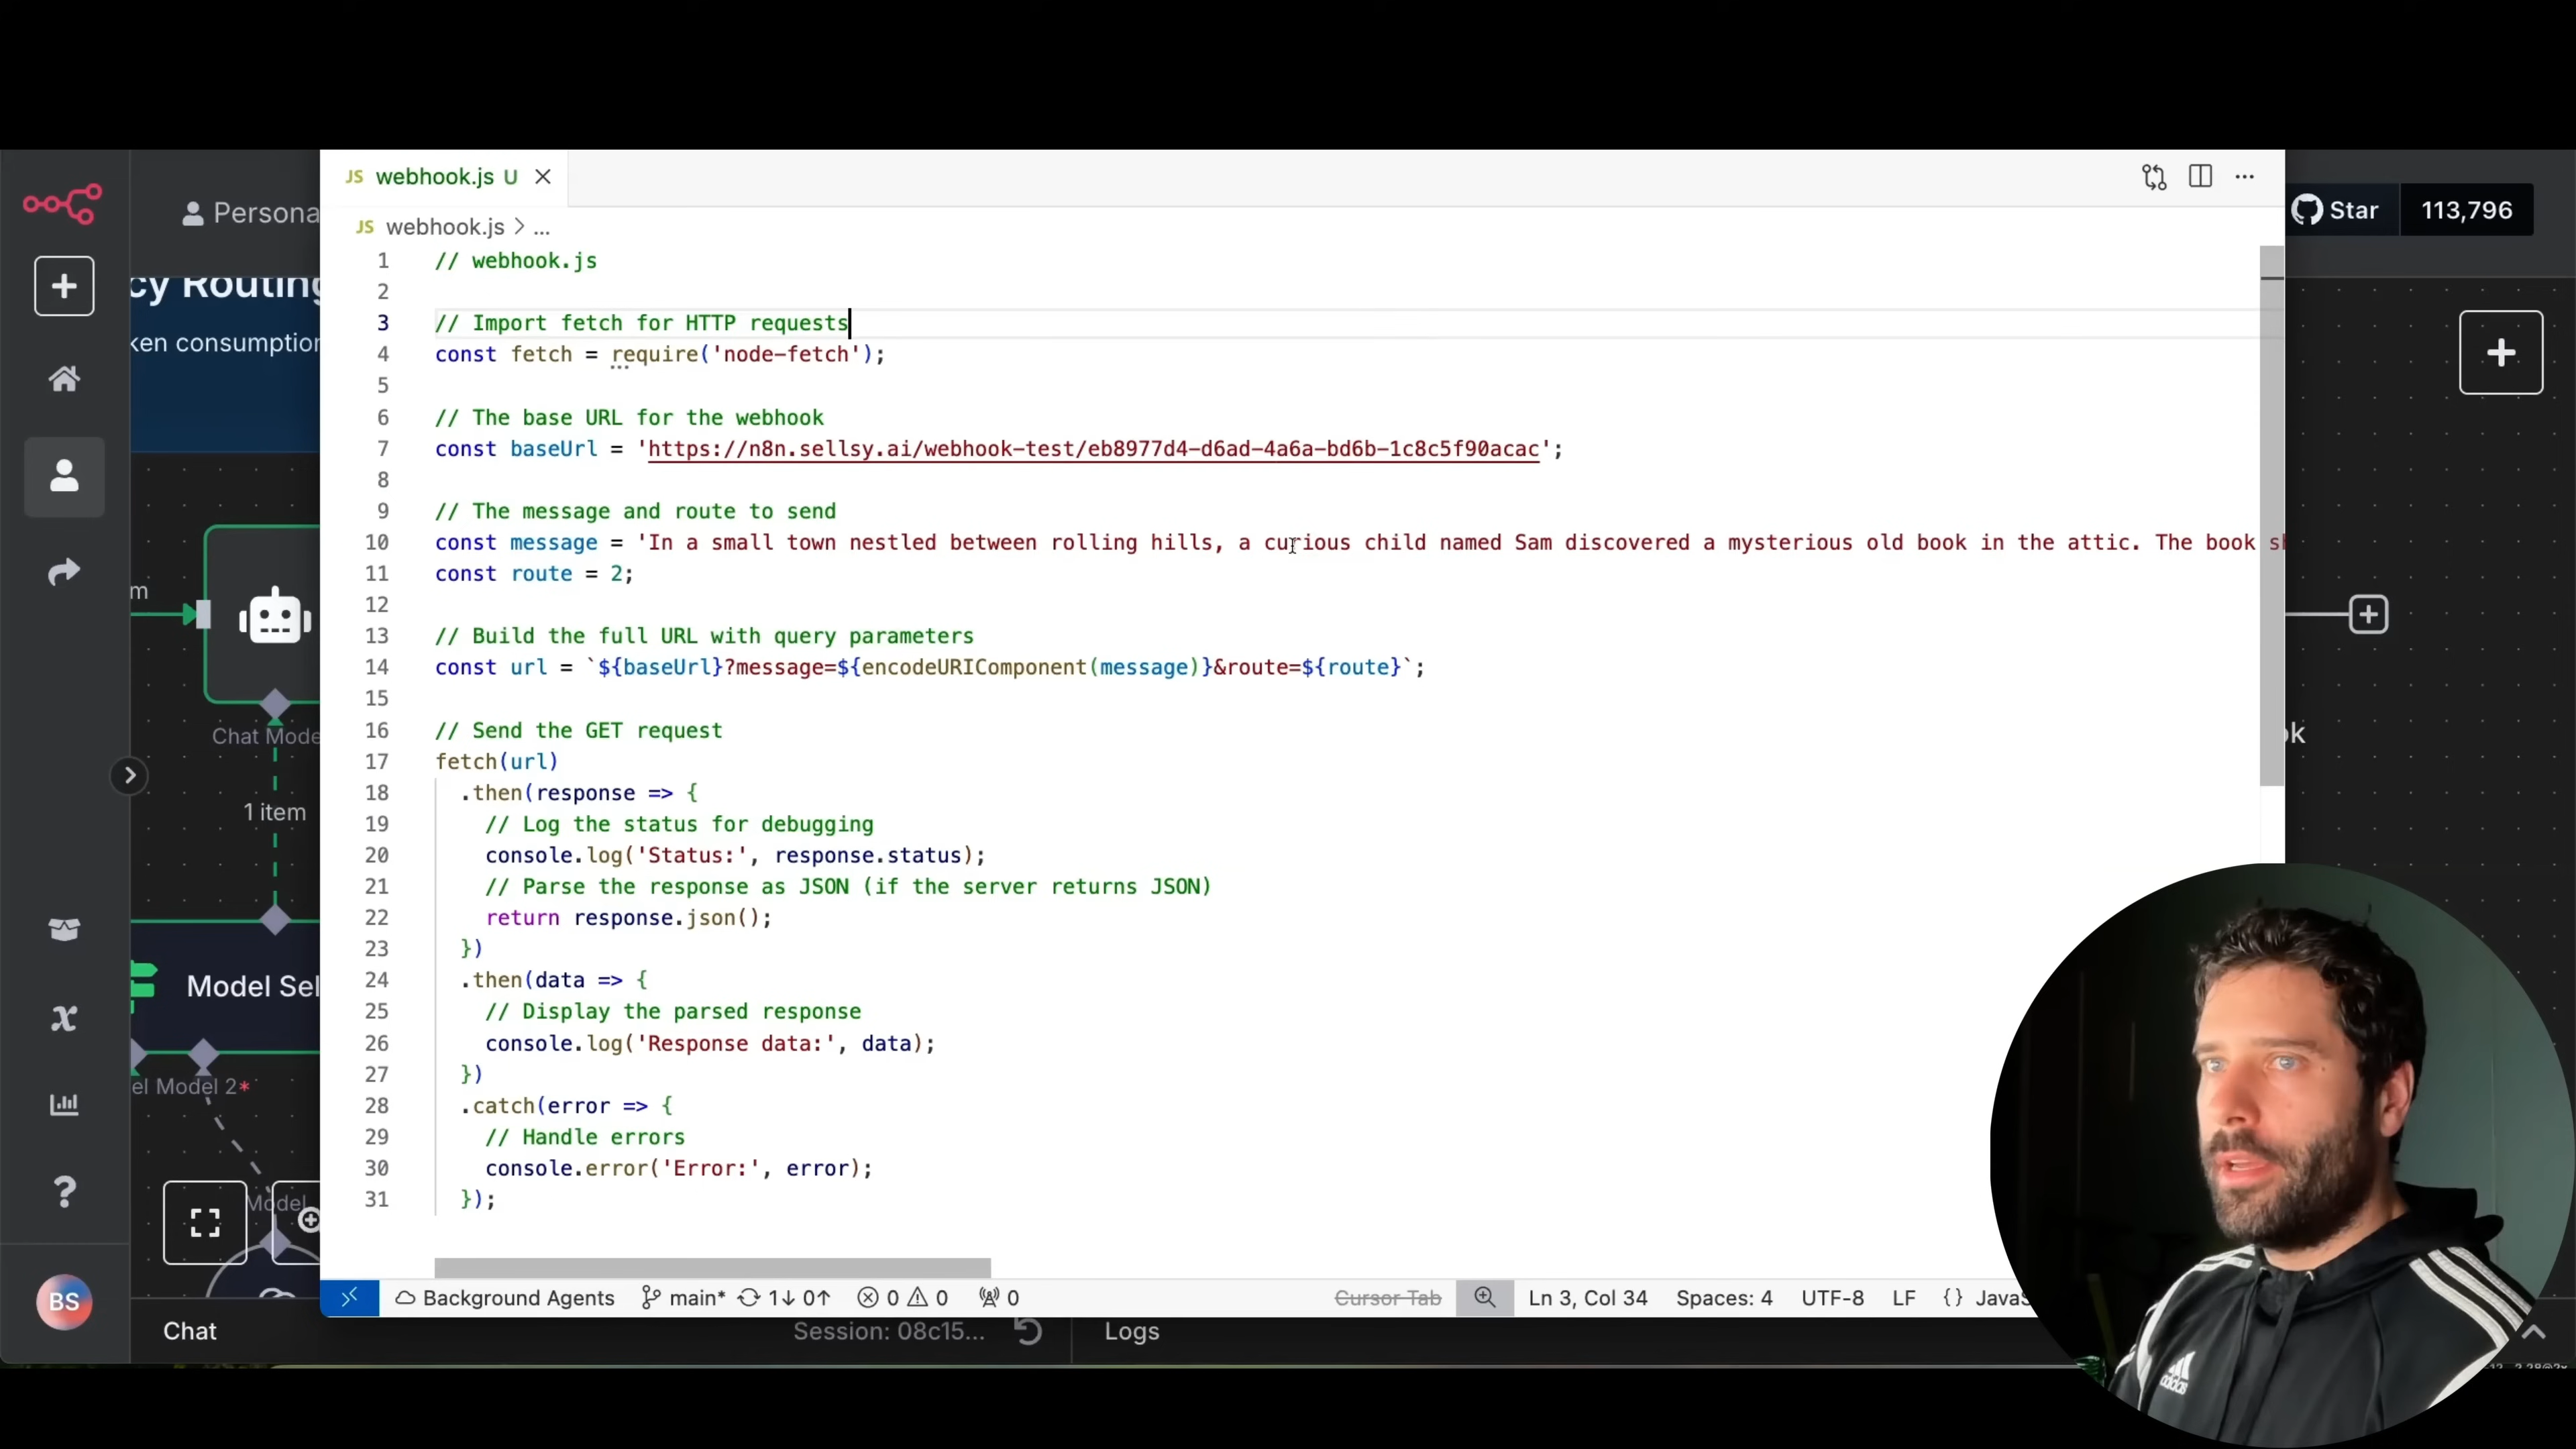 JS webhook.js U
JS webhook.js > ...
Persona
Star 113,796
cy Routing
ken consumption
1 // webhook.js
2
3 // Import fetch for HTTP requests
4 const fetch = require('node-fetch');
5
6 // The base URL for the webhook
7 const baseUrl = 'https://n8n.sellsy.ai/webhook-test/eb8977d4-d6ad-4a6a-bd6b-1c8c5f90acac';
8
9 // The message and route to send
10 const message = 'In a small town nestled between rolling hills, a curious child named Sam discovered a mysterious old book in the attic. The book s
11 const route = 2;
12
13 // Build the full URL with query parameters
14 const url = `${baseUrl}?message=${encodeURIComponent(message)}&route=${route}`;
15
16 // Send the GET request
17 fetch(url)
18 .then(response => {
19 // Log the status for debugging
20 console.log('Status:', response.status);
21 // Parse the response as JSON (if the server returns JSON)
22 return response.json();
23 })
24 .then(data => {
25 // Display the parsed response
26 console.log('Response data:', data);
27 })
28 .catch(error => {
29 // Handle errors
30 console.error('Error:', error);
31 });
m
Chat Mode
1 item
Model Sel
el Model 2*
Model
ok
BS
Background Agents main* 1↓ 0↑ 0 0 0 Cursor Tab Ln 3, Col 34 Spaces: 4 UTF-8 LF {} JavaS
Chat Session: 08c15... Logs
adidas